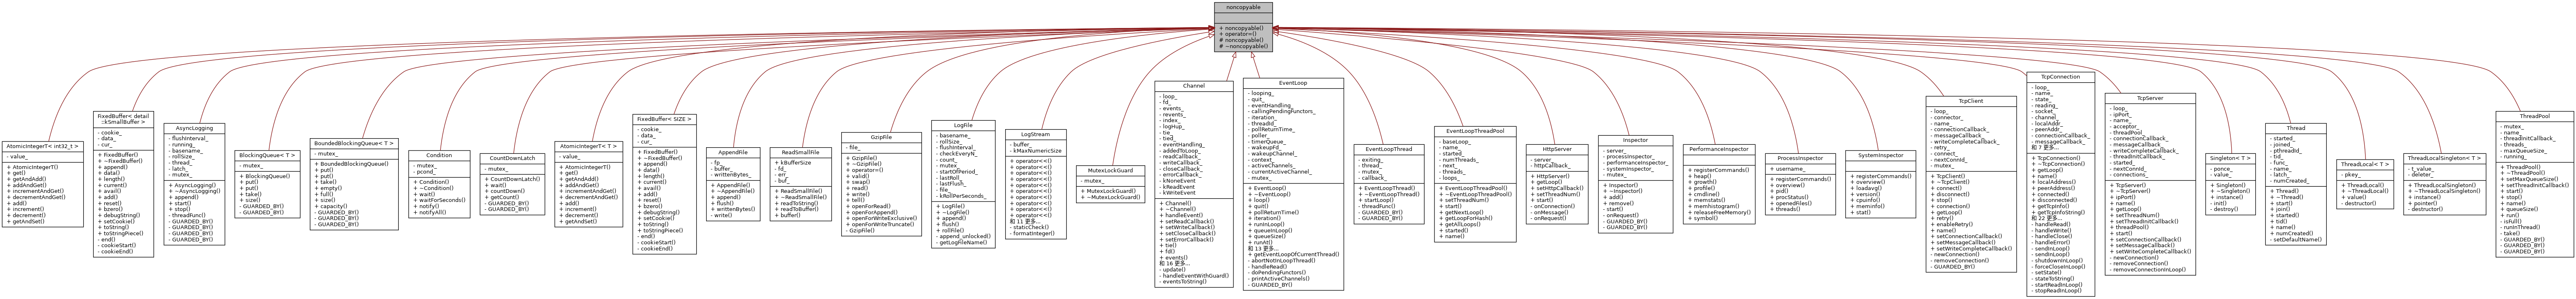 noncopyable
+ noncopyable()
+ operator=()
# noncopyable()
# ~noncopyable()
AtomicIntegerT< int32_t >
- value_
+ AtomicIntegerT()
+ get()
+ getAndAdd()
+ addAndGet()
+ incrementAndGet()
+ decrementAndGet()
+ add()
+ increment()
+ decrement()
+ getAndSet()
FixedBuffer< detail
::kSmallBuffer >
- cookie_
- data_
- cur_
+ FixedBuffer()
+ ~FixedBuffer()
+ append()
+ data()
+ length()
+ current()
+ avail()
+ add()
+ reset()
+ bzero()
+ debugString()
+ setCookie()
+ toString()
+ toStringPiece()
- end()
- cookieStart()
- cookieEnd()
AsyncLogging
- flushInterval_
- running_
- basename_
- rollSize_
- thread_
- latch_
- mutex_
+ AsyncLogging()
+ ~AsyncLogging()
+ append()
+ start()
+ stop()
- threadFunc()
- GUARDED_BY()
- GUARDED_BY()
- GUARDED_BY()
- GUARDED_BY()
BlockingQueue< T >
- mutex_
+ BlockingQueue()
+ put()
+ put()
+ take()
+ size()
- GUARDED_BY()
- GUARDED_BY()
BoundedBlockingQueue< T >
- mutex_
+ BoundedBlockingQueue()
+ put()
+ put()
+ take()
+ empty()
+ full()
+ size()
+ capacity()
- GUARDED_BY()
- GUARDED_BY()
- GUARDED_BY()
Condition
- mutex_
- pcond_
+ Condition()
+ ~Condition()
+ wait()
+ waitForSeconds()
+ notify()
+ notifyAll()
CountDownLatch
- mutex_
+ CountDownLatch()
+ wait()
+ countDown()
+ getCount()
- GUARDED_BY()
- GUARDED_BY()
AtomicIntegerT< T >
- value_
+ AtomicIntegerT()
+ get()
+ getAndAdd()
+ addAndGet()
+ incrementAndGet()
+ decrementAndGet()
+ add()
+ increment()
+ decrement()
+ getAndSet()
FixedBuffer< SIZE >
- cookie_
- data_
- cur_
+ FixedBuffer()
+ ~FixedBuffer()
+ append()
+ data()
+ length()
+ current()
+ avail()
+ add()
+ reset()
+ bzero()
+ debugString()
+ setCookie()
+ toString()
+ toStringPiece()
- end()
- cookieStart()
- cookieEnd()
AppendFile
- fp_
- buffer_
- writtenBytes_
+ AppendFile()
+ ~AppendFile()
+ append()
+ flush()
+ writtenBytes()
- write()
ReadSmallFile
+ kBufferSize
- fd_
- err_
- buf_
+ ReadSmallFile()
+ ~ReadSmallFile()
+ readToString()
+ readToBuffer()
+ buffer()
GzipFile
- file_
+ GzipFile()
+ ~GzipFile()
+ operator=()
+ valid()
+ swap()
+ read()
+ write()
+ tell()
+ openForRead()
+ openForAppend()
+ openForWriteExclusive()
+ openForWriteTruncate()
- GzipFile()
LogFile
- basename_
- rollSize_
- flushInterval_
- checkEveryN_
- count_
- mutex_
- startOfPeriod_
- lastRoll_
- lastFlush_
- file_
- kRollPerSeconds_
+ LogFile()
+ ~LogFile()
+ append()
+ flush()
+ rollFile()
- append_unlocked()
- getLogFileName()
LogStream
- buffer_
- kMaxNumericSize
+ operator<<()
+ operator<<()
+ operator<<()
+ operator<<()
+ operator<<()
+ operator<<()
+ operator<<()
+ operator<<()
+ operator<<()
+ operator<<()
和 11 更多...
- staticCheck()
- formatInteger()
MutexLockGuard
- mutex_
+ MutexLockGuard()
+ ~MutexLockGuard()
Channel
- loop_
- fd_
- events_
- revents_
- index_
- logHup_
- tie_
- tied_
- eventHandling_
- addedToLoop_
- readCallback_
- writeCallback_
- closeCallback_
- errorCallback_
- kNoneEvent
- kReadEvent
- kWriteEvent
+ Channel()
+ ~Channel()
+ handleEvent()
+ setReadCallback()
+ setWriteCallback()
+ setCloseCallback()
+ setErrorCallback()
+ tie()
+ fd()
+ events()
和 16 更多...
- update()
- handleEventWithGuard()
- eventsToString()
EventLoop
- looping_
- quit_
- eventHandling_
- callingPendingFunctors_
- iteration_
- threadId_
- pollReturnTime_
- poller_
- timerQueue_
- wakeupFd_
- wakeupChannel_
- context_
- activeChannels_
- currentActiveChannel_
- mutex_
+ EventLoop()
+ ~EventLoop()
+ loop()
+ quit()
+ pollReturnTime()
+ iteration()
+ runInLoop()
+ queueInLoop()
+ queueSize()
+ runAt()
和 13 更多...
+ getEventLoopOfCurrentThread()
- abortNotInLoopThread()
- handleRead()
- doPendingFunctors()
- printActiveChannels()
- GUARDED_BY()
EventLoopThread
- exiting_
- thread_
- mutex_
- callback_
+ EventLoopThread()
+ ~EventLoopThread()
+ startLoop()
- threadFunc()
- GUARDED_BY()
- GUARDED_BY()
EventLoopThreadPool
- baseLoop_
- name_
- started_
- numThreads_
- next_
- threads_
- loops_
+ EventLoopThreadPool()
+ ~EventLoopThreadPool()
+ setThreadNum()
+ start()
+ getNextLoop()
+ getLoopForHash()
+ getAllLoops()
+ started()
+ name()
HttpServer
- server_
- httpCallback_
+ HttpServer()
+ getLoop()
+ setHttpCallback()
+ setThreadNum()
+ start()
- onConnection()
- onMessage()
- onRequest()
Inspector
- server_
- processInspector_
- performanceInspector_
- systemInspector_
- mutex_
+ Inspector()
+ ~Inspector()
+ add()
+ remove()
- start()
- onRequest()
- GUARDED_BY()
- GUARDED_BY()
PerformanceInspector
+ registerCommands()
+ heap()
+ growth()
+ profile()
+ cmdline()
+ memstats()
+ memhistogram()
+ releaseFreeMemory()
+ symbol()
ProcessInspector
+ username_
+ registerCommands()
+ overview()
+ pid()
+ procStatus()
+ openedFiles()
+ threads()
SystemInspector
+ registerCommands()
+ overview()
+ loadavg()
+ version()
+ cpuinfo()
+ meminfo()
+ stat()
TcpClient
- loop_
- connector_
- name_
- connectionCallback_
- messageCallback_
- writeCompleteCallback_
- retry_
- connect_
- nextConnId_
- mutex_
+ TcpClient()
+ ~TcpClient()
+ connect()
+ disconnect()
+ stop()
+ connection()
+ getLoop()
+ retry()
+ enableRetry()
+ name()
+ setConnectionCallback()
+ setMessageCallback()
+ setWriteCompleteCallback()
- newConnection()
- removeConnection()
- GUARDED_BY()
TcpConnection
- loop_
- name_
- state_
- reading_
- socket_
- channel_
- localAddr_
- peerAddr_
- connectionCallback_
- messageCallback_
和 7 更多...
+ TcpConnection()
+ ~TcpConnection()
+ getLoop()
+ name()
+ localAddress()
+ peerAddress()
+ connected()
+ disconnected()
+ getTcpInfo()
+ getTcpInfoString()
和 22 更多...
- handleRead()
- handleWrite()
- handleClose()
- handleError()
- sendInLoop()
- sendInLoop()
- shutdownInLoop()
- forceCloseInLoop()
- setState()
- stateToString()
- startReadInLoop()
- stopReadInLoop()
TcpServer
- loop_
- ipPort_
- name_
- acceptor_
- threadPool_
- connectionCallback_
- messageCallback_
- writeCompleteCallback_
- threadInitCallback_
- started_
- nextConnId_
- connections_
+ TcpServer()
+ ~TcpServer()
+ ipPort()
+ name()
+ getLoop()
+ setThreadNum()
+ setThreadInitCallback()
+ threadPool()
+ start()
+ setConnectionCallback()
+ setMessageCallback()
+ setWriteCompleteCallback()
- newConnection()
- removeConnection()
- removeConnectionInLoop()
Singleton< T >
- ponce_
- value_
- Singleton()
- ~Singleton()
+ instance()
- init()
- destroy()
Thread
- started_
- joined_
- pthreadId_
- tid_
- func_
- name_
- latch_
- numCreated_
+ Thread()
+ ~Thread()
+ start()
+ join()
+ started()
+ tid()
+ name()
+ numCreated()
- setDefaultName()
ThreadLocal< T >
- pkey_
+ ThreadLocal()
+ ~ThreadLocal()
+ value()
- destructor()
ThreadLocalSingleton< T >
- t_value_
- deleter_
- ThreadLocalSingleton()
- ~ThreadLocalSingleton()
+ instance()
+ pointer()
- destructor()
ThreadPool
- mutex_
- name_
- threadInitCallback_
- threads_
- maxQueueSize_
- running_
+ ThreadPool()
+ ~ThreadPool()
+ setMaxQueueSize()
+ setThreadInitCallback()
+ start()
+ stop()
+ name()
+ queueSize()
+ run()
- isFull()
- runInThread()
- take()
- GUARDED_BY()
- GUARDED_BY()
- GUARDED_BY()